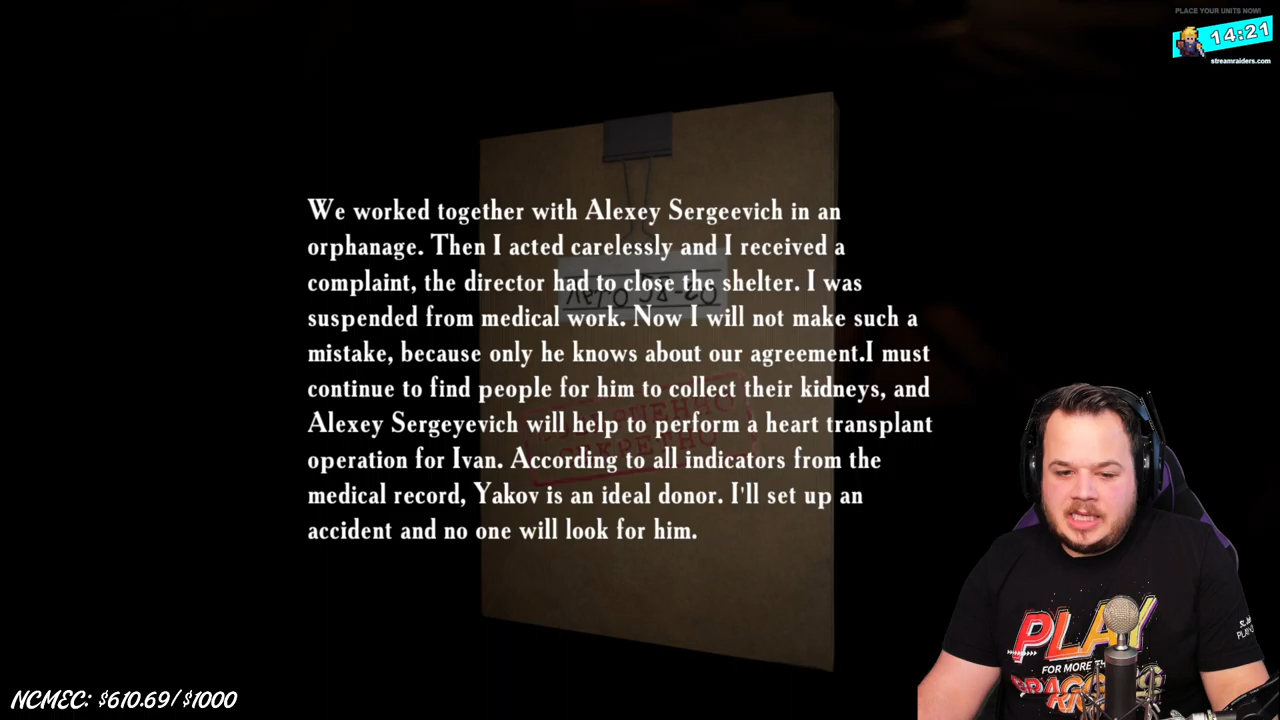 PLACE YOUR UNITS NOW!
14:21
streamraiders.com
We worked together with Alexey Sergeevich in an
orphanage. Then I acted carelessly and I received a
complaint, the director had to close the shelter. I was
suspended from medical work. Now I will not make such a
mistake, because only he knows about our agreement.I must
continue to find people for him to collect their kidneys, and
Alexey Sergeyevich will help to perform a heart transplant
operation for Ivan. According to all indicators from the
medical record, Yakov is an ideal donor. I'll set up an
accident and no one will look for him.
PLAY
FOR MORE
NCMEC: $610.69/$1000